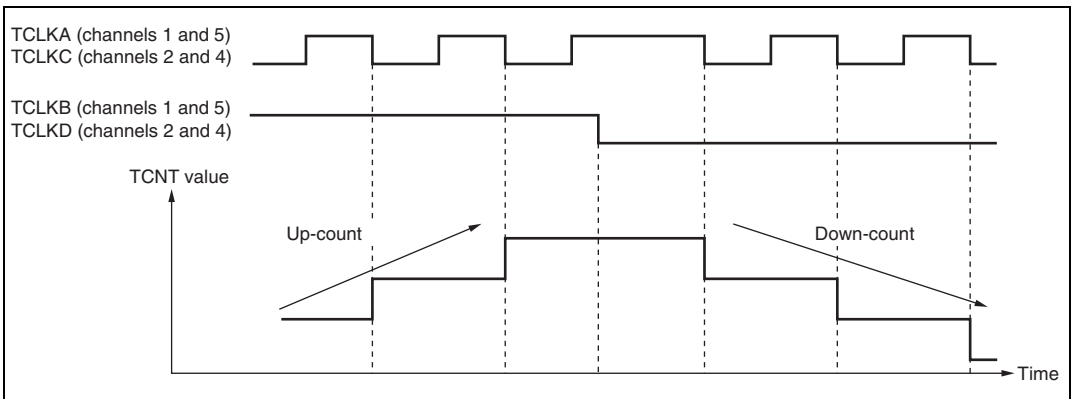 TCLKA (channels 1 and 5)
TCLKC (channels 2 and 4)
TCLKB (channels 1 and 5)
TCLKD (channels 2 and 4)
TCNT value
Up-count
Down-count
Time